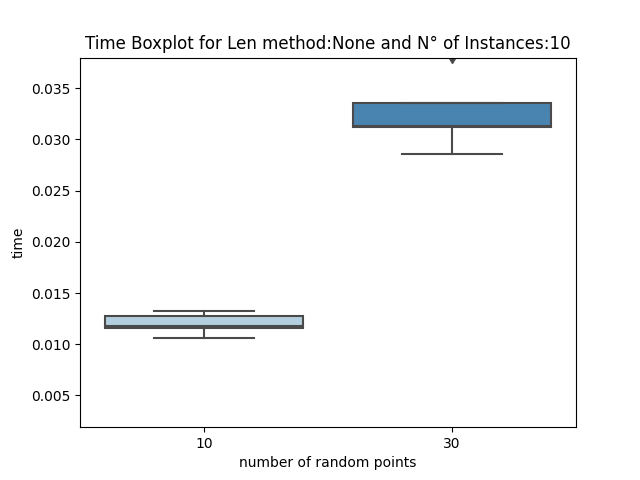 Time Boxplot for Len method:None and N° of Instances:10
0.035
0.030
0.025
0.020
0.015
0.010
0.005
time
10 30
number of random points